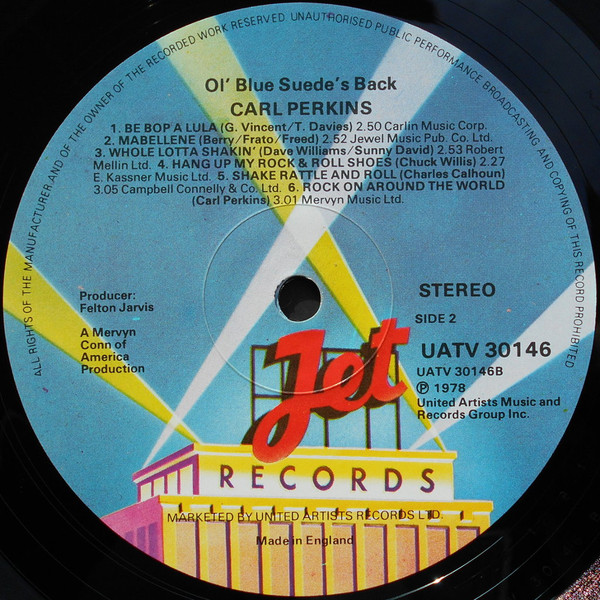 ALL RIGHTS OF THE MANUFACTURER AND OF THE OWNER OF THE RECORDED WORK RESERVED UNAUTHORISED PUBLIC PERFORMANCE BROADCASTING AND COPYING OF THIS RECORD PROHIBITED
Ol' Blue Suede's Back
CARL PERKINS
1. BE BOP A LULA (G. Vincent/T. Davies) 2.50 Carlin Music Corp.
2. MABELLENE (Berry/Frato/Freed) 2.52 Jewel Music Pub. Co. Ltd.
3. WHOLE LOTTA SHAKIN' (Dave Williams/Sunny David) 2.53 Robert
Mellin Ltd. 4. HANG UP MY ROCK & ROLL SHOES (Chuck Willis) 2.27
E. Kassner Music Ltd. 5. SHAKE RATTLE AND ROLL (Charles Calhoun)
3.05 Campbell Connelly & Co. Ltd. 6. ROCK ON AROUND THE WORLD
(Carl Perkins) 3.01 Mervyn Music Ltd.
Producer:
Felton Jarvis
A Mervyn
Conn of
America
Production
STEREO
SIDE 2
UATV 30146
UATV 30146B
℗ 1978
United Artists Music and
Records Group Inc.
Jet
RECORDS
MARKETED BY UNITED ARTISTS RECORDS LTD.
Made in England